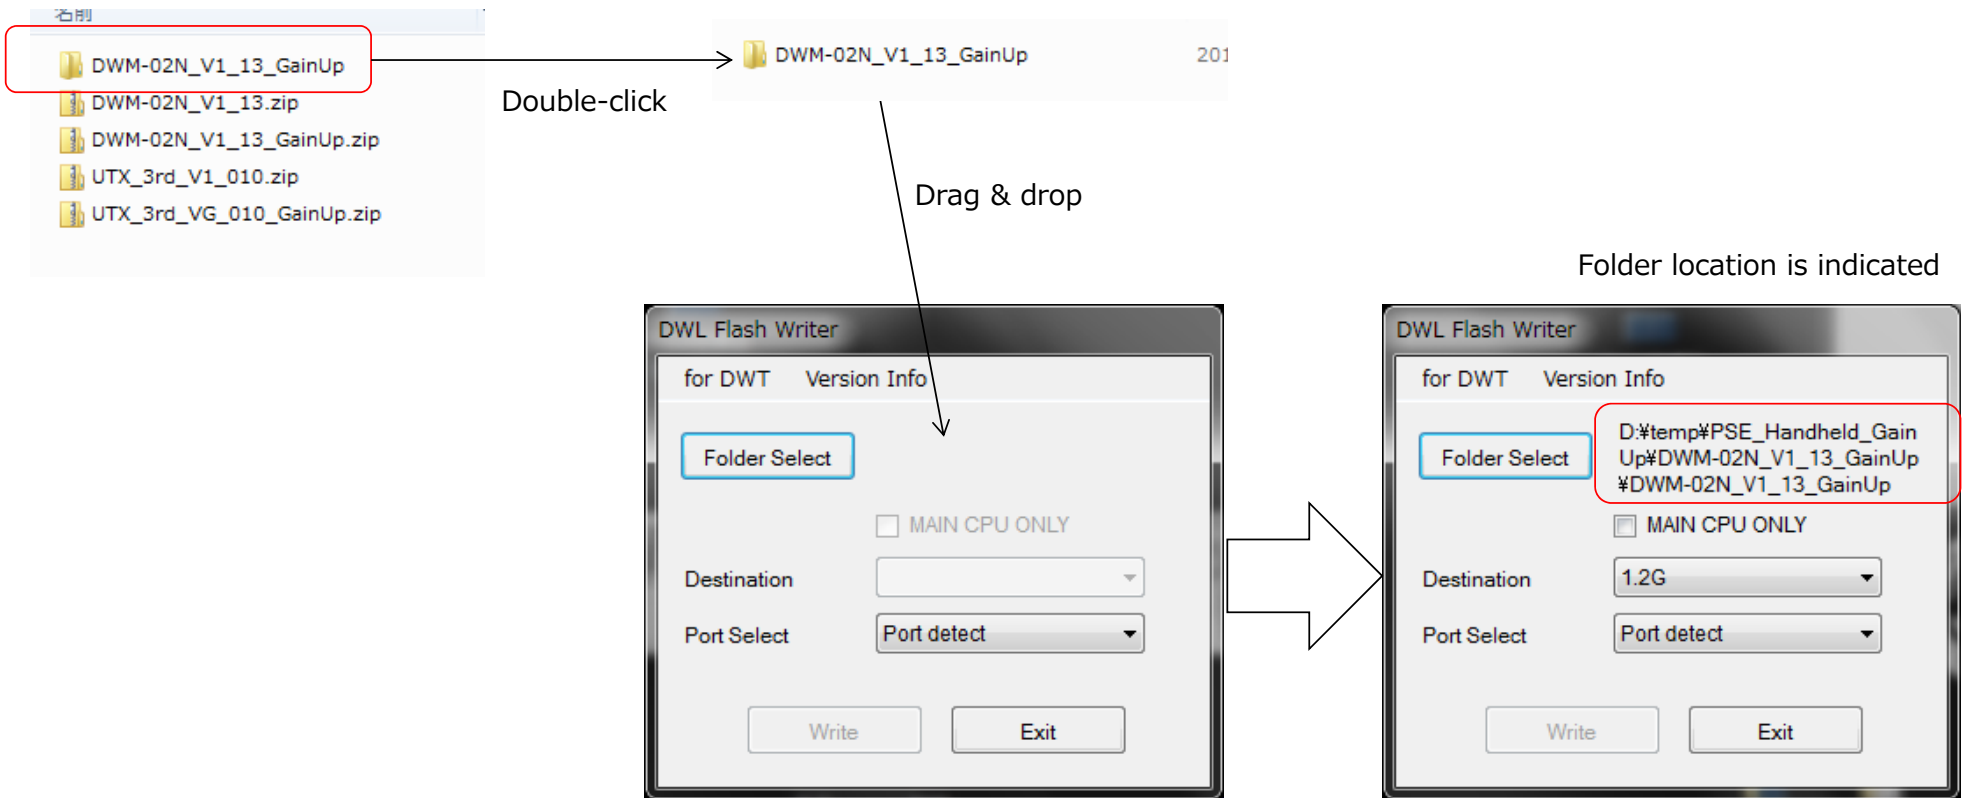 名前
DWM-02N_V1_13_GainUp
DWM-02N_V1_13.zip
DWM-02N_V1_13_GainUp.zip
UTX_3rd_V1_010.zip
UTX_3rd_VG_010_GainUp.zip
Double-click
DWM-02N_V1_13_GainUp 201
Drag & drop
Folder location is indicated
DWL Flash Writer
for DWT Version Info
Folder Select
MAIN CPU ONLY
Destination
Port Select Port detect
Write Exit
DWL Flash Writer
for DWT Version Info
Folder Select
D:¥temp¥PSE_Handheld_Gain
Up¥DWM-02N_V1_13_GainUp
¥DWM-02N_V1_13_GainUp
MAIN CPU ONLY
Destination 1.2G
Port Select Port detect
Write Exit